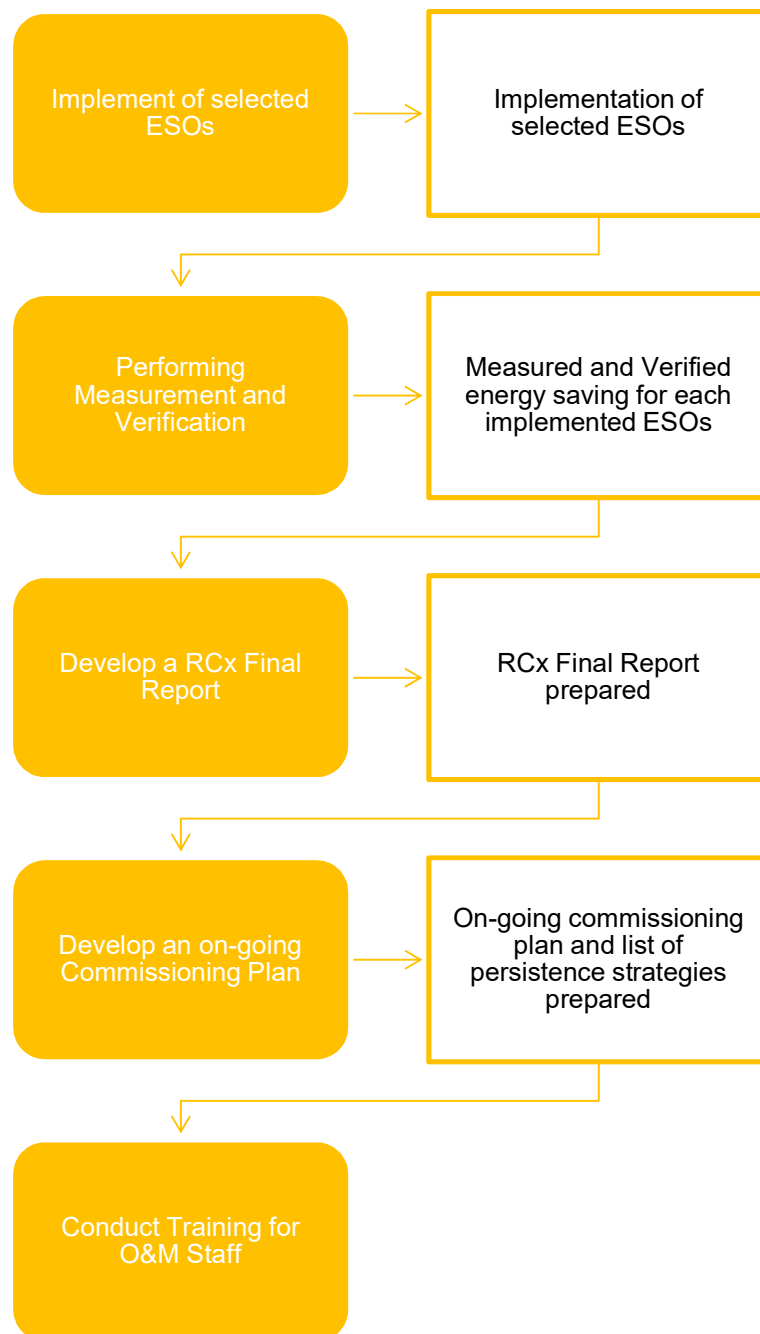 Implement of selected
ESOs
Implementation of
selected ESOs
Performing
Measurement and
Verification
Measured and Verified
energy saving for each
implemented ESOs
Develop a RCx Final
Report
RCx Final Report
prepared
Develop an on-going
Commissioning Plan
On-going commissioning
plan and list of
persistence strategies
prepared
Conduct Training for
O&M Staff